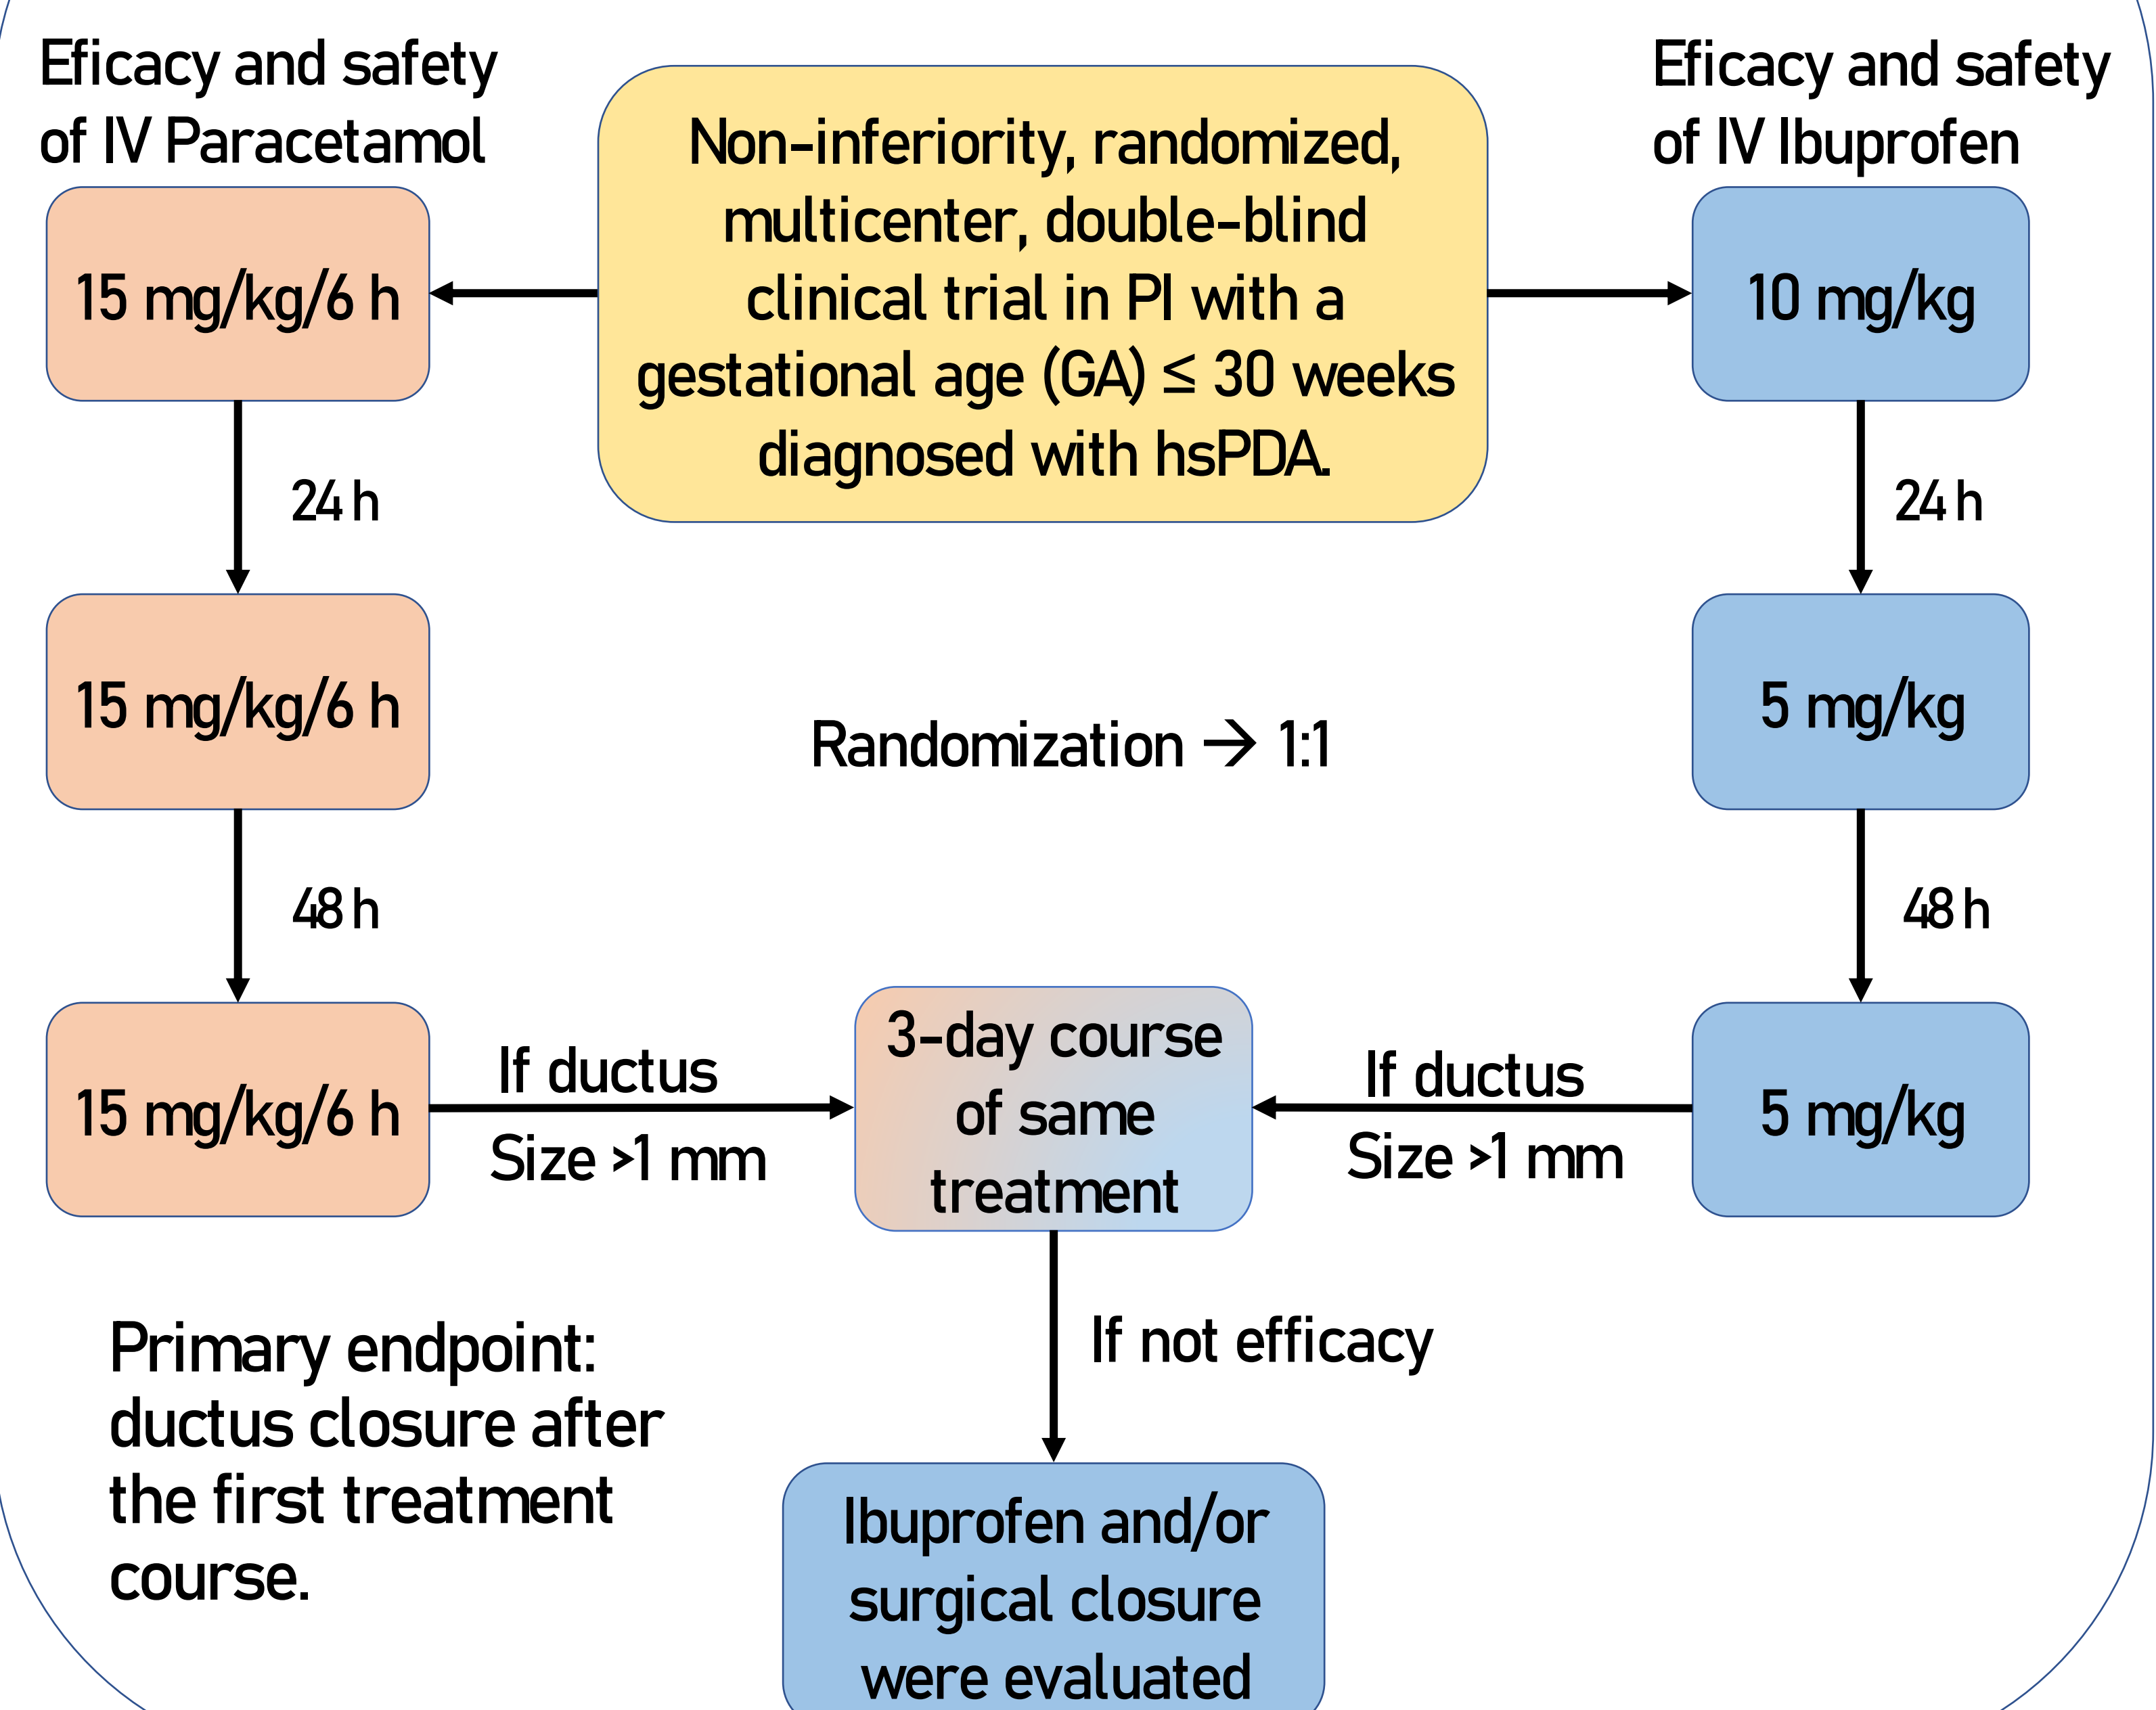 Eficacy and safety
of IV Paracetamol
Non-inferiority, randomized,
multicenter, double-blind
clinical trial in PI with a
gestational age (GA) ≤ 30 weeks
diagnosed with hsPDA.
Eficacy and safety
of IV Ibuprofen
15 mg/kg/6 h
10 mg/kg
24 h
24 h
15 mg/kg/6 h
5 mg/kg
Randomization → 1:1
48 h
48 h
15 mg/kg/6 h
If ductus
Size >1 mm
3-day course
of same
treatment
If ductus
Size >1 mm
5 mg/kg
Primary endpoint:
ductus closure after
the first treatment
course.
If not efficacy
Ibuprofen and/or
surgical closure
were evaluated